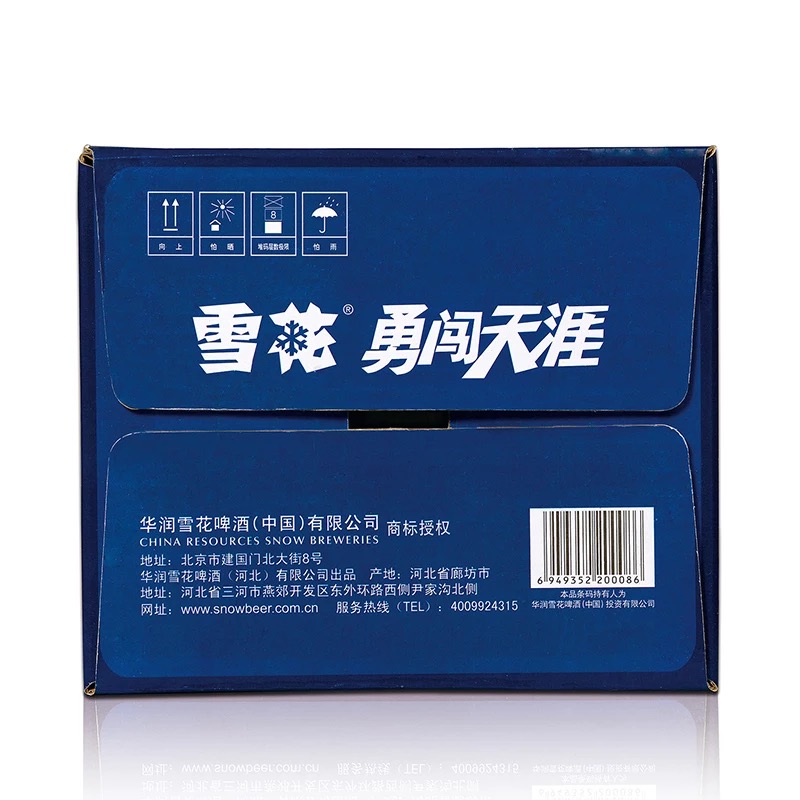 向上 怕晒 8 堆码层数极限 怕雨
雪花® 勇闯天涯
华润雪花啤酒(中国)有限公司 商标授权
CHINA RESOURCES SNOW BREWERIES
地址：北京市建国门北大街8号
华润雪花啤酒（河北）有限公司出品 产地：河北省廊坊市
地址：河北省三河市燕郊开发区东外环路西侧尹家沟北侧
网址：www.snowbeer.com.cn 服务热线（TEL）：4009924315
6 949352 200086
本品条码持有人为
华润雪花啤酒(中国)投资有限公司